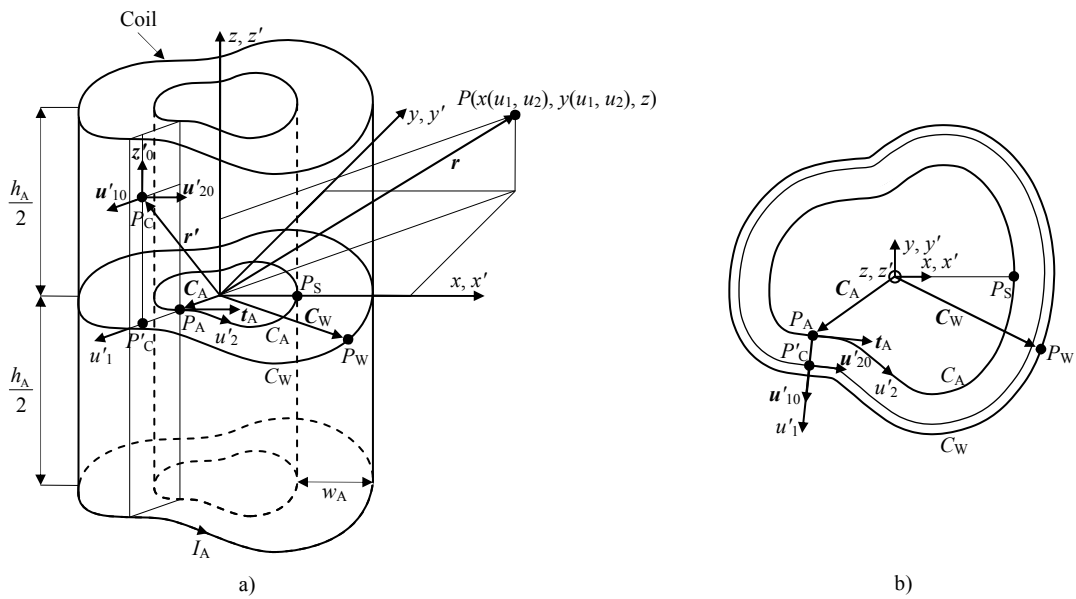 Coil
z, z′
P(x(u₁, u₂), y(u₁, u₂), z)
y, y′
r
z′₀
hA
2
u′₁₀
u′₂₀
PC
r′
CA
PS
x, x′
tA
CW
PA
u′₂
CA
P′C
u′₁
PW
CW
hA
2
wA
IA
a)
y, y′
x, x′
z, z′
CA
PS
CW
PA
tA
P′C
u′₂₀
PW
u′₁₀
u′₂
CA
u′₁
CW
b)